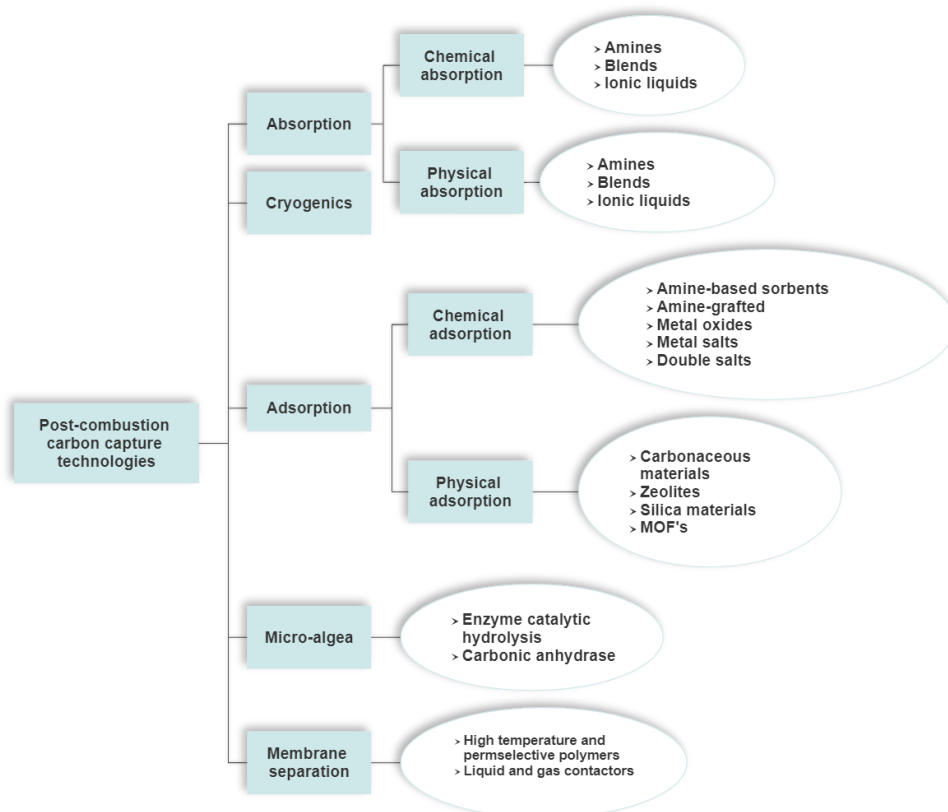 Chemical
absorption
➤ Amines
➤ Blends
➤ Ionic liquids
Absorption
Physical
absorption
➤ Amines
➤ Blends
➤ Ionic liquids
Cryogenics
Chemical
adsorption
➤ Amine-based sorbents
➤ Amine-grafted
➤ Metal oxides
➤ Metal salts
➤ Double salts
Adsorption
Post-combustion
carbon capture
technologies
Physical
adsorption
➤ Carbonaceous
materials
➤ Zeolites
➤ Silica materials
➤ MOF's
Micro-algea
➤ Enzyme catalytic
hydrolysis
➤ Carbonic anhydrase
Membrane
separation
➤ High temperature and
permselective polymers
➤ Liquid and gas contactors